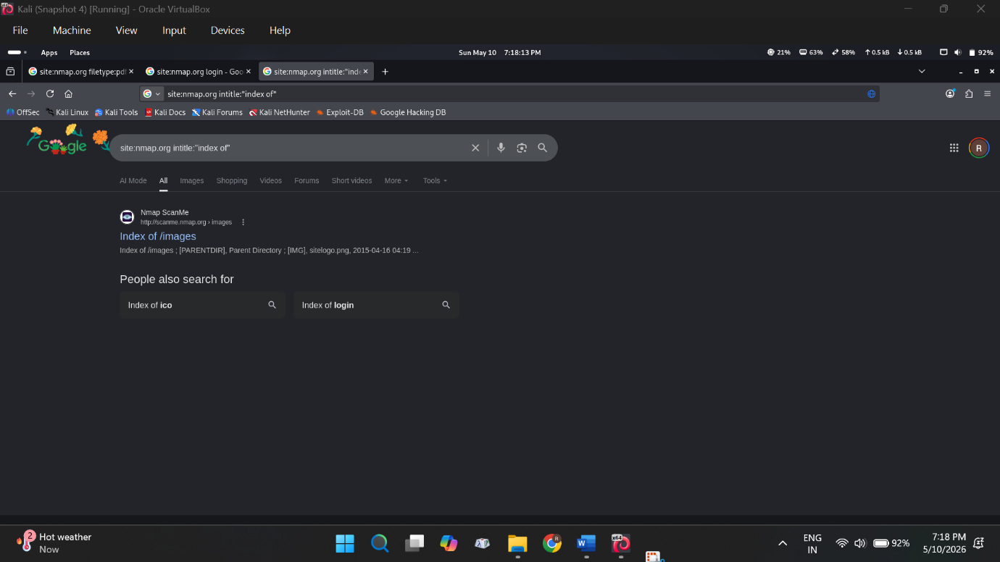 Kali (Snapshot 4) [Running] - Oracle VirtualBox
File Machine View Input Devices Help
Apps Places Sun May 10 7:18:13 PM 21% 63% 58% 0.5 kB 0.5 kB 92%
site:nmap.org filetype:pdf site:nmap.org login - Goo site:nmap.org intitle:"inde
site:nmap.org intitle:"index of"
OffSec Kali Linux Kali Tools Kali Docs Kali Forums Kali NetHunter Exploit-DB Google Hacking DB
Google
site:nmap.org intitle:"index of"
R
AI Mode All Images Shopping Videos Forums Short videos More Tools
Nmap ScanMe
http://scanme.nmap.org › images
Index of /images
Index of /images ; [PARENTDIR], Parent Directory ; [IMG], sitelogo.png, 2015-04-16 04:19 ...
People also search for
Index of ico
Index of login
2
Hot weather
Now
ENG
IN
92%
7:18 PM
5/10/2026